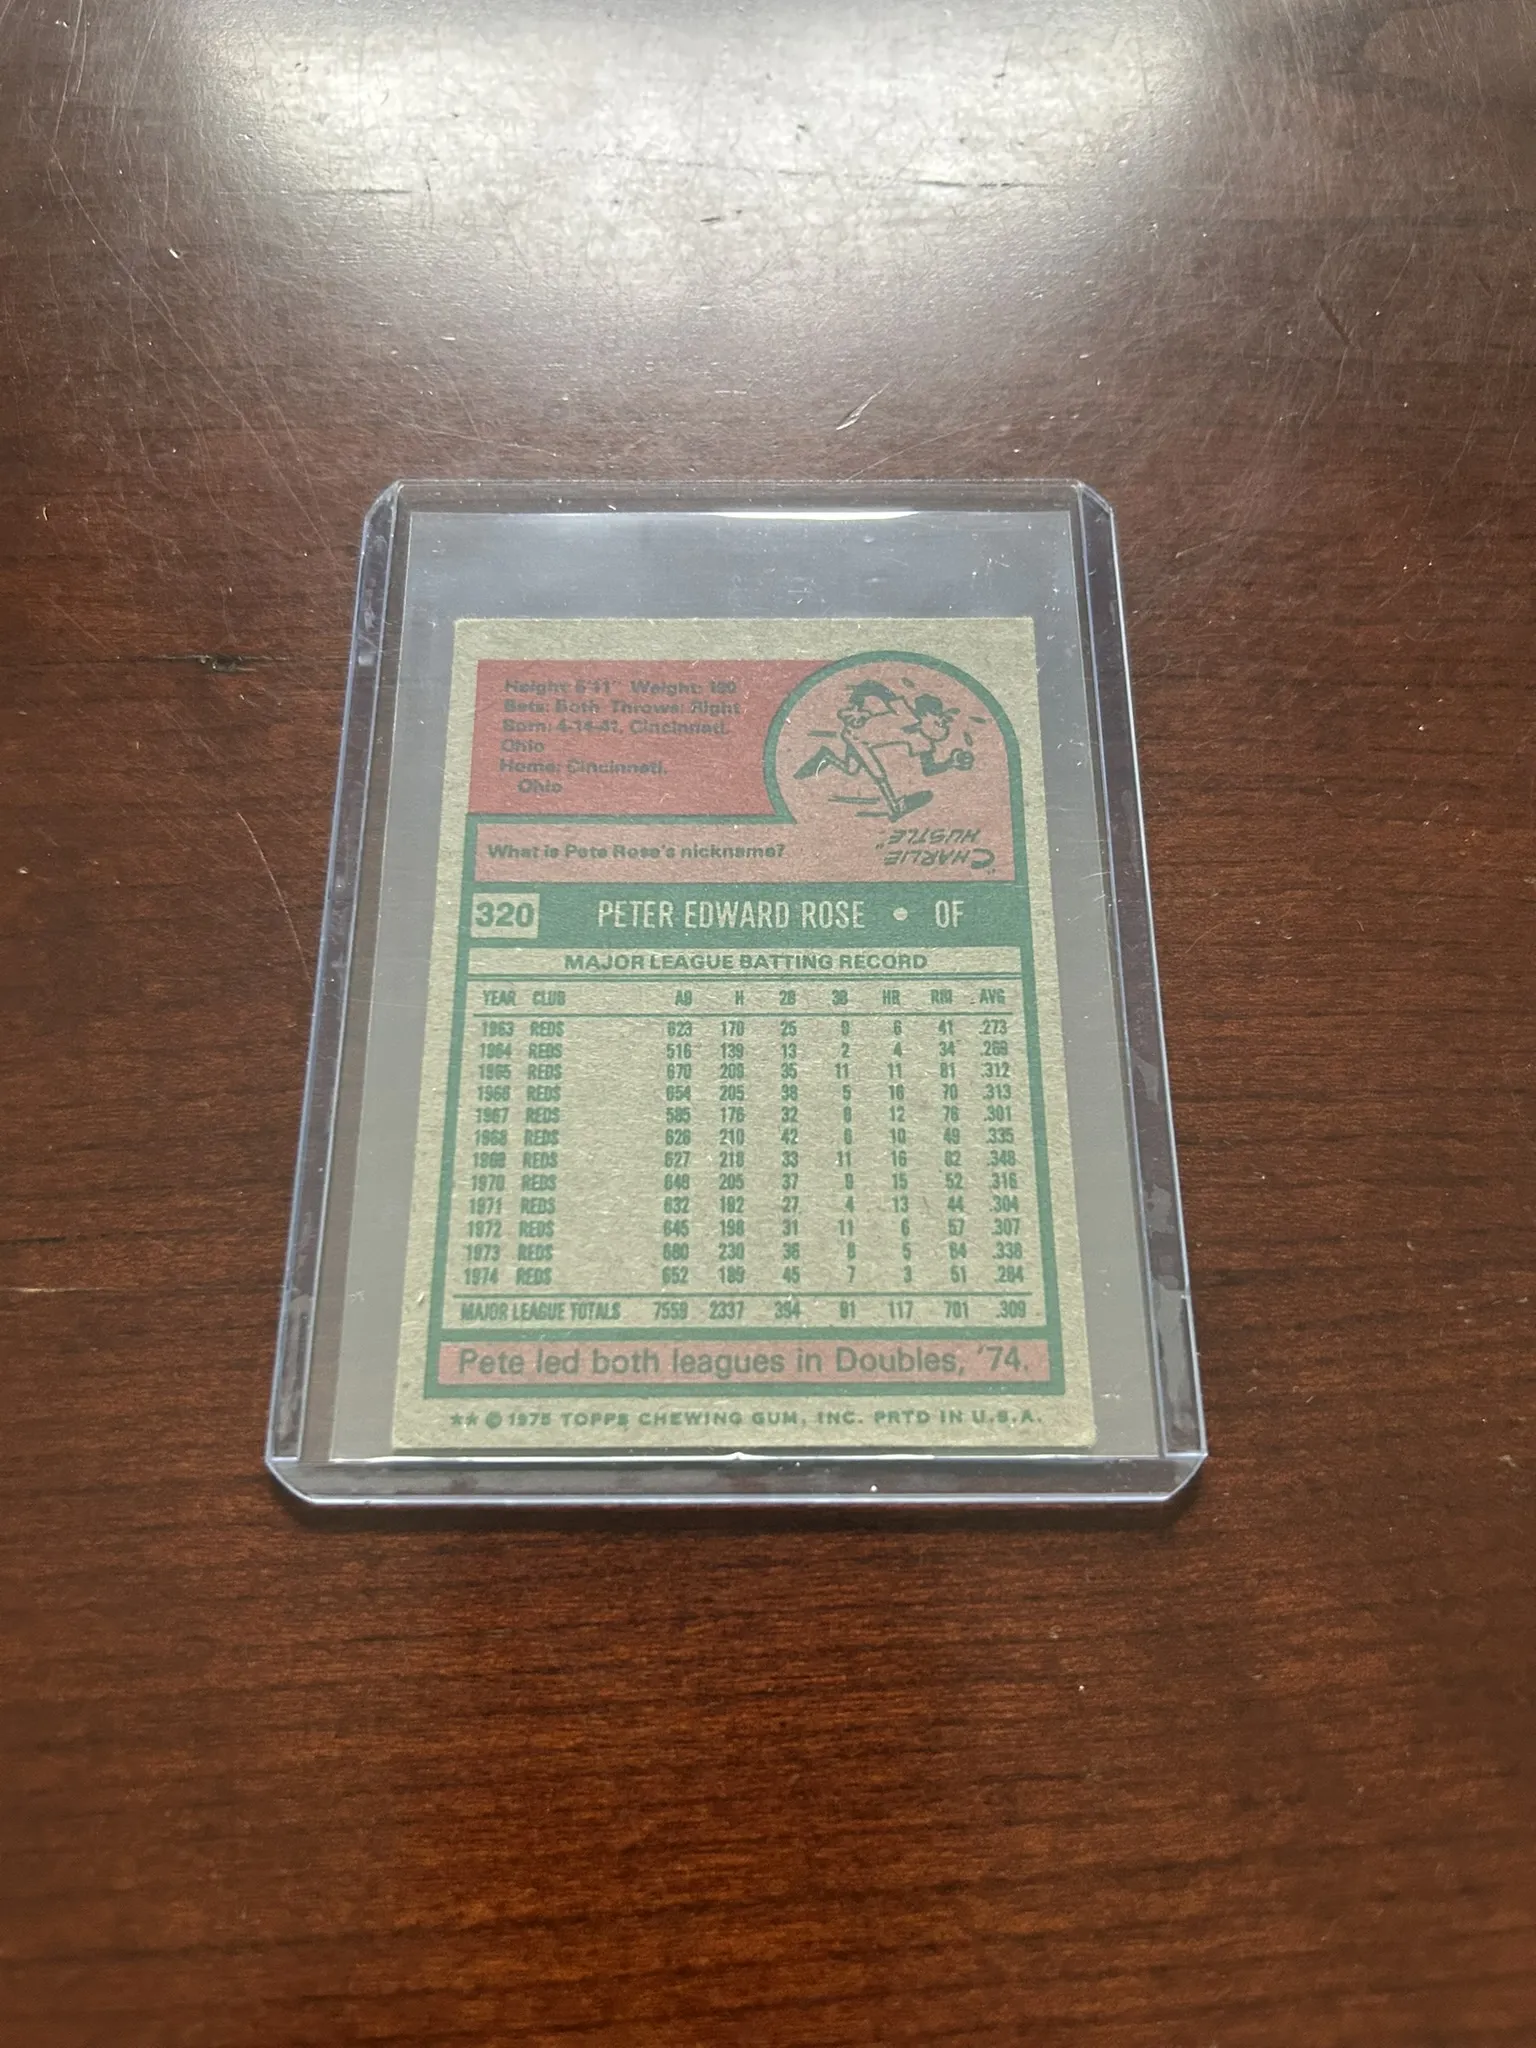 Height: 5'11" Weight: 190
Bats: Both Throws: Right
Born: 4-14-42, Cincinnati,
Ohio
Home: Cincinnati,
Ohio
What is Pete Rose's nickname?
"CHARLIE
HUSTLE"
320 PETER EDWARD ROSE • OF
MAJOR LEAGUE BATTING RECORD
YEAR CLUB AB H 2B 3B HR RBI AVG
1963 REDS 623 170 25 9 6 41 .273
1964 REDS 516 139 13 2 4 34 .269
1965 REDS 670 209 35 11 11 81 .312
1966 REDS 654 205 38 5 16 70 .313
1967 REDS 585 176 32 8 12 76 .301
1968 REDS 626 210 42 6 10 49 .335
1969 REDS 627 218 33 11 16 82 .348
1970 REDS 649 205 37 9 15 52 .316
1971 REDS 632 192 27 4 13 44 .304
1972 REDS 645 198 31 11 6 57 .307
1973 REDS 680 230 36 8 5 64 .338
1974 REDS 652 185 45 7 3 51 .284
MAJOR LEAGUE TOTALS 7559 2337 394 91 117 701 .309
Pete led both leagues in Doubles, '74.
** © 1975 TOPPS CHEWING GUM, INC. PRTD IN U.S.A.